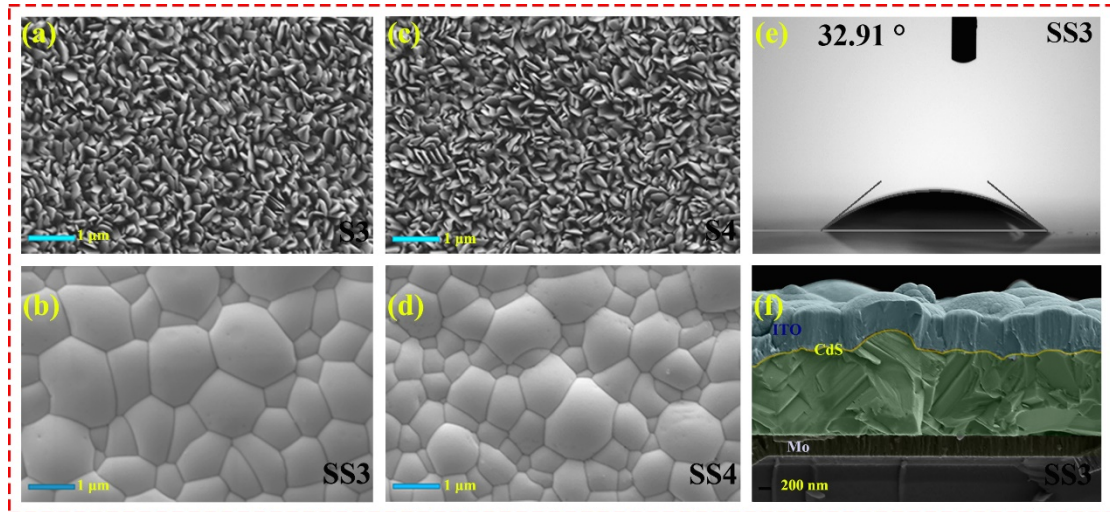 (a)
S3
1 μm
(c)
S4
1 μm
(e)
32.91 °
SS3
(b)
SS3
1 μm
(d)
SS4
1 μm
(f)
ITO
CdS
Mo
200 nm
SS3